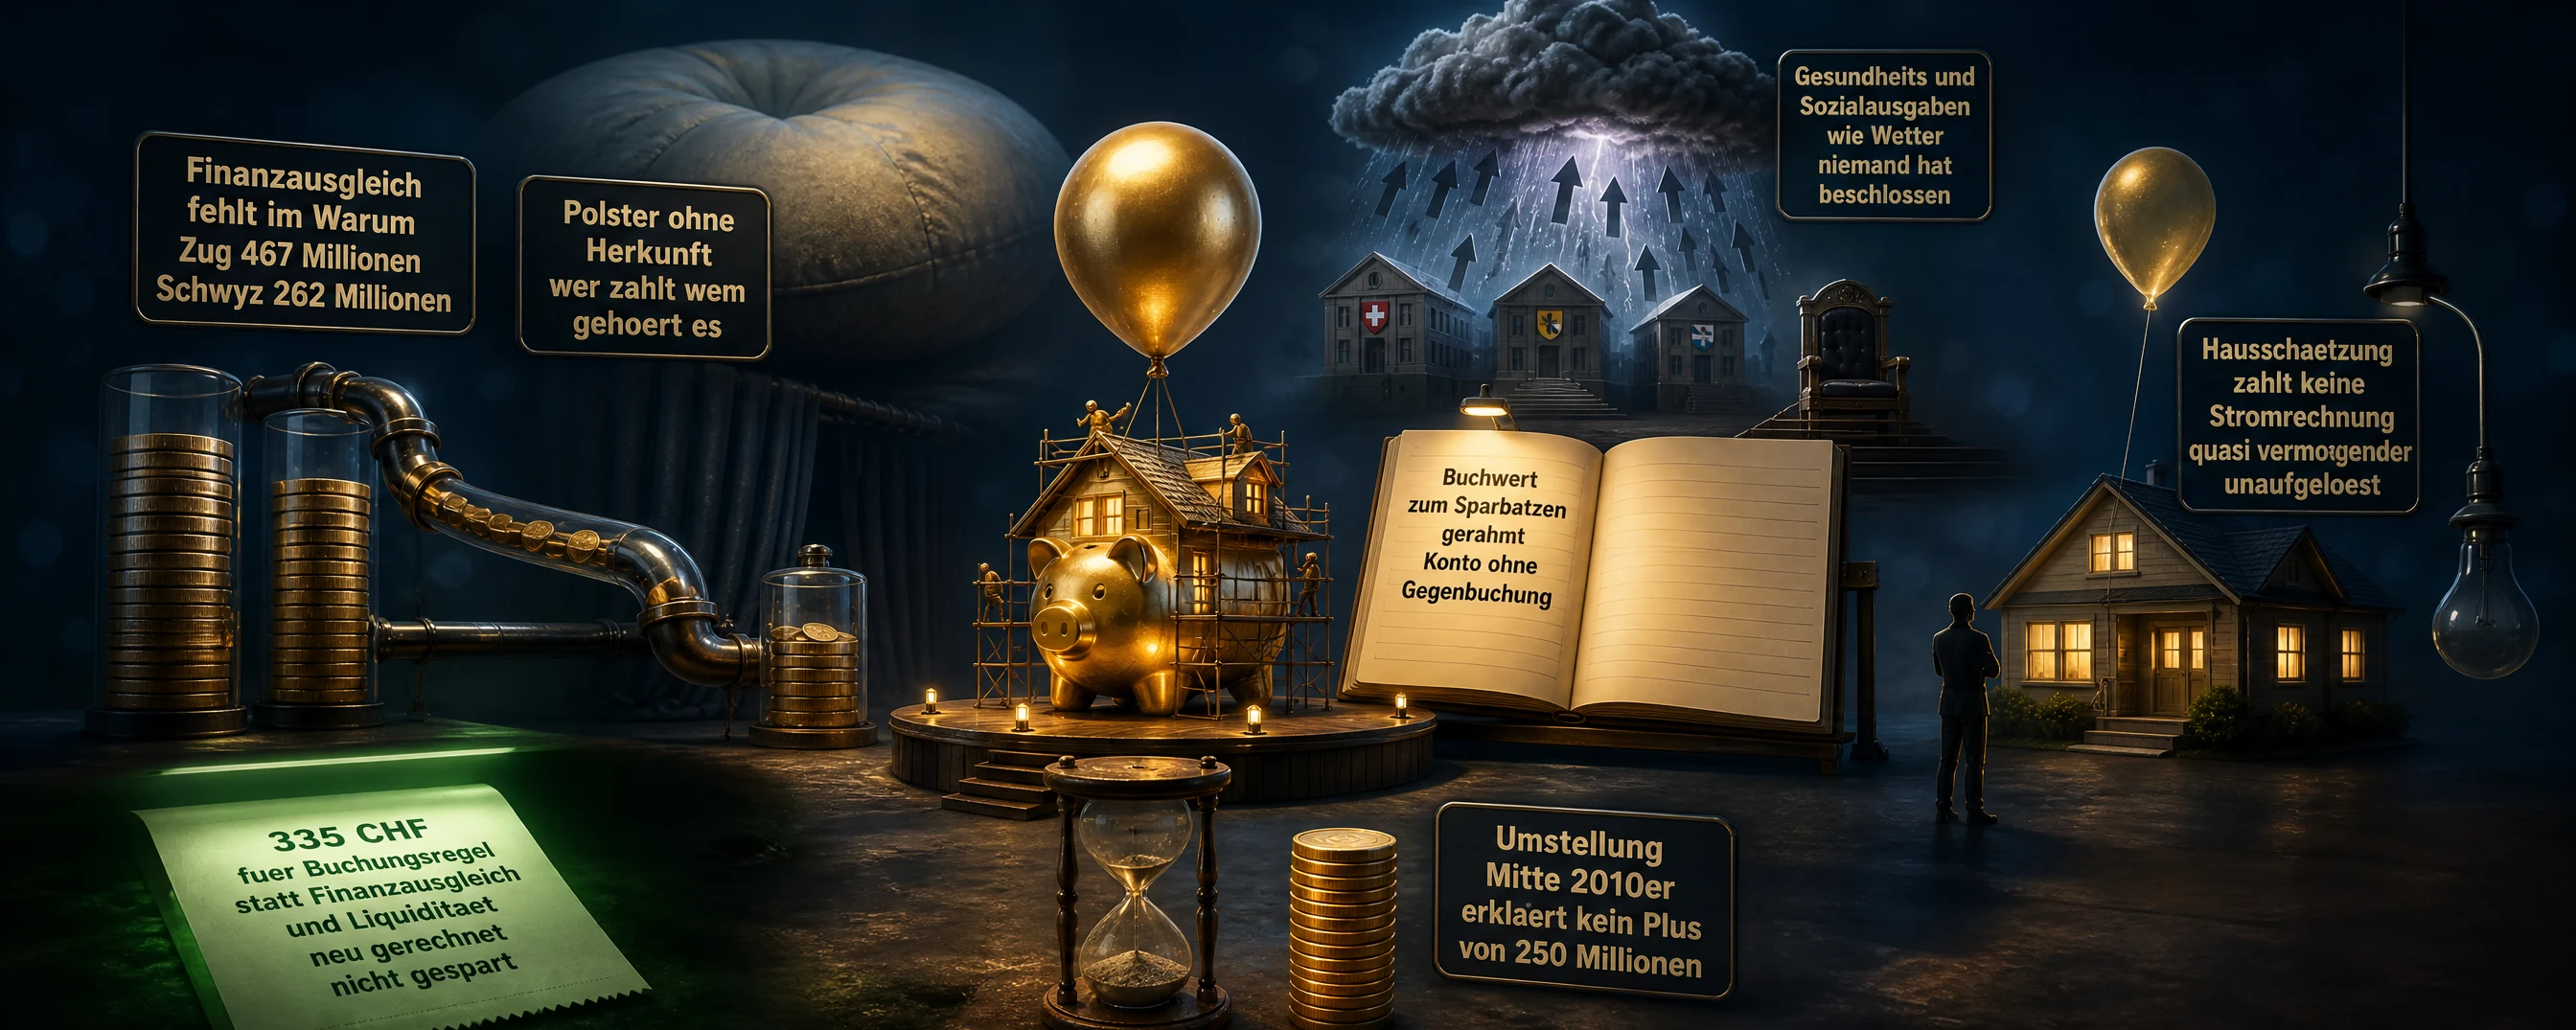 Finanzausgleich
fehlt im Warum
Zug 467 Millionen
Schwyz 262 Millionen
Polster ohne
Herkunft
wer zahlt wem
gehoert es
Gesundheits und
Sozialausgaben
wie Wetter
niemand hat
beschlossen
Hausschaetzung
zahlt keine
Stromrechnung
quasi vermoıgender
unaufgeloest
Buchwert
zum Sparbatzen
gerahmt
Konto ohne
Gegenbuchung
335 CHF
fuer Buchungsregel
statt Finanzausgleich
und Liquiditaet
neu gerechnet
nicht gespart
Umstellung
Mitte 2010er
erklaert kein Plus
von 250 Millionen